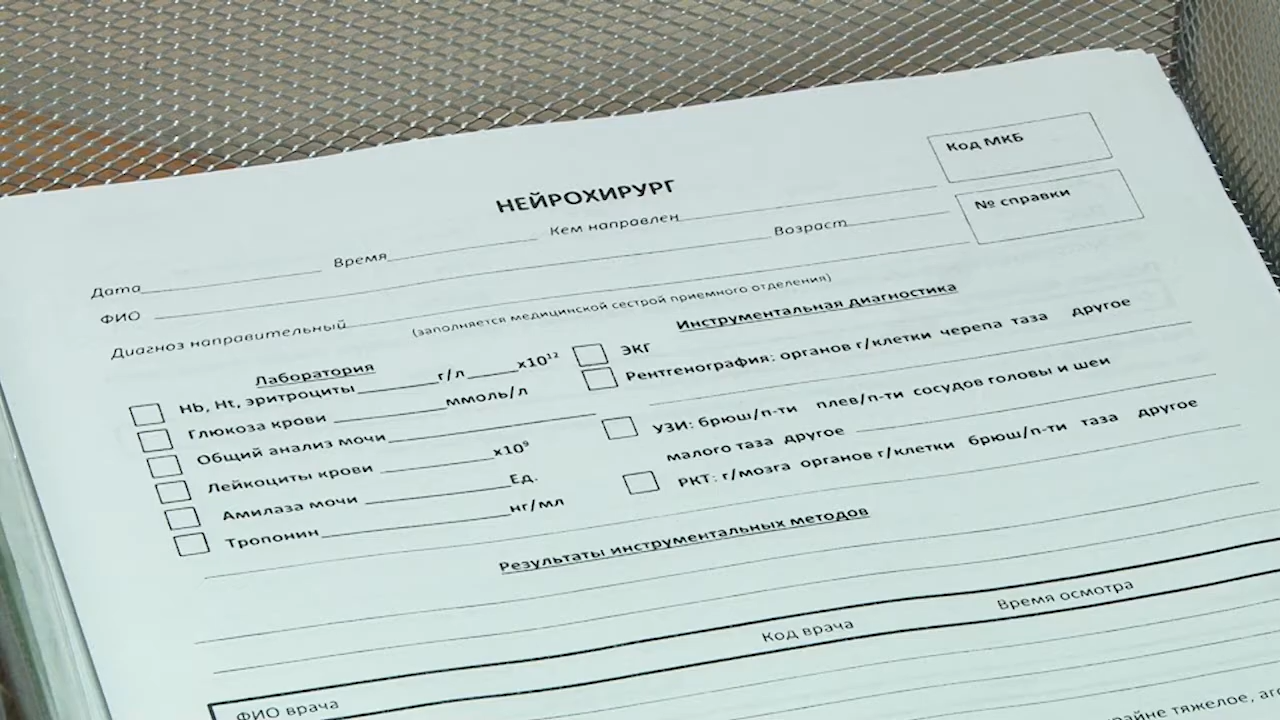 Код МКБ
НЕЙРОХИРУРГ
№ справки
Дата Время Кем направлен
ФИО Возраст
Диагноз направительный
(заполняется медицинской сестрой приемного отделения)
Лаборатория
Hb, Ht, эритроциты г/л х10¹²
Глюкоза крови ммоль/л
Общий анализ мочи
Лейкоциты крови х10⁹
Амилаза мочи Ед.
Тропонин нг/мл
Инструментальная диагностика
ЭКГ
Рентгенография: органов г/клетки черепа таза другое
УЗИ: брюш/п-ти плев/п-ти сосудов головы и шеи
малого таза другое
РКТ: г/мозга органов г/клетки брюш/п-ти таза другое
Результаты инструментальных методов
ФИО врача Код врача Время осмотра
тяжелое,